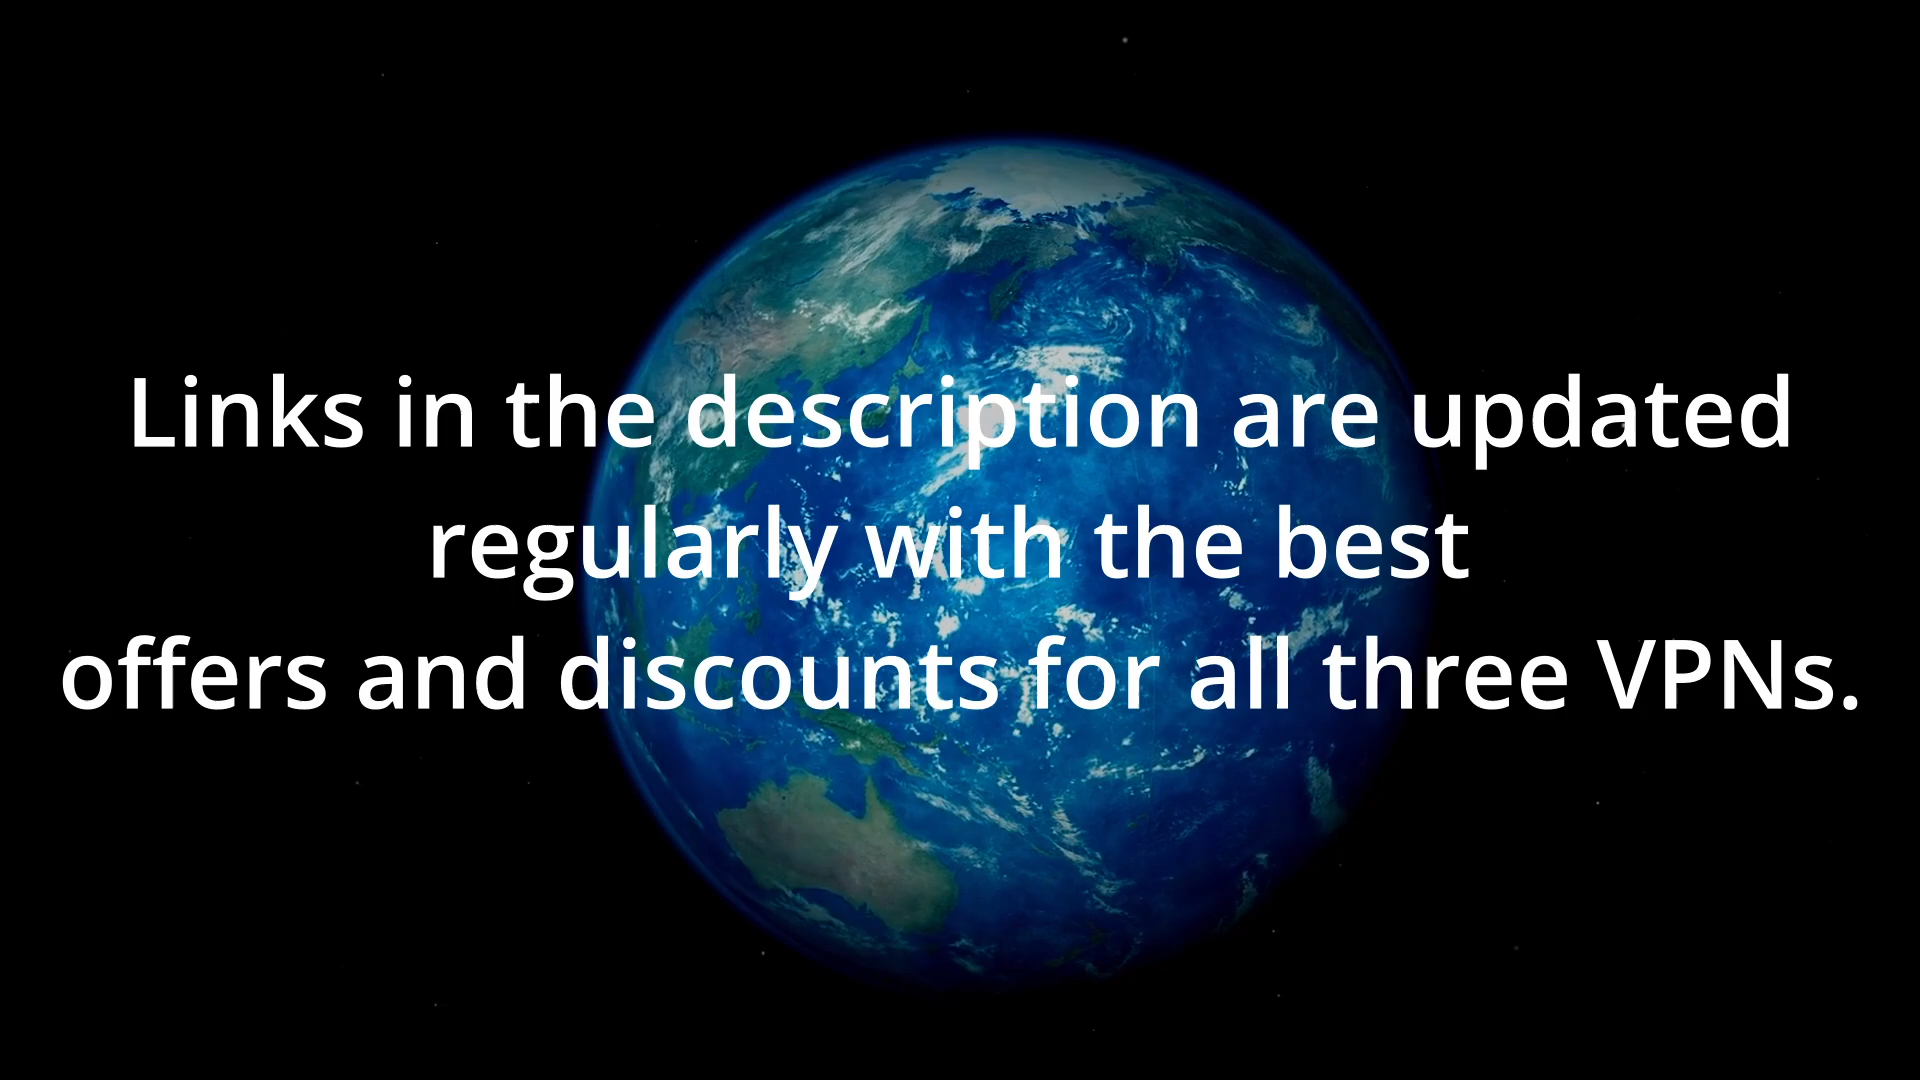 Links in the description are updated
regularly with the best
offers and discounts for all three VPNs.